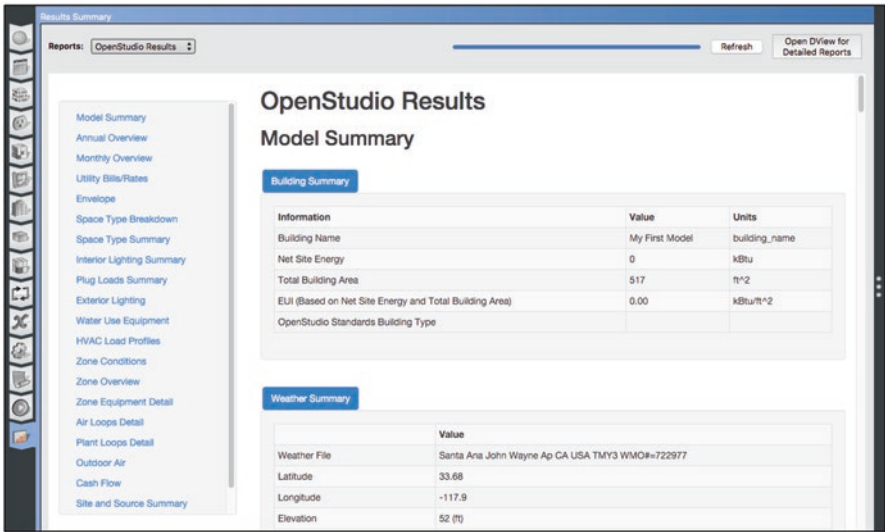 Results Summary
Reports: OpenStudio Results Refresh Open DView for
Detailed Reports
Model Summary
Annual Overview
Monthly Overview
Utility Bills/Rates
Envelope
Space Type Breakdown
Space Type Summary
Interior Lighting Summary
Plug Loads Summary
Exterior Lighting
Water Use Equipment
HVAC Load Profiles
Zone Conditions
Zone Overview
Zone Equipment Detail
Air Loops Detail
Plant Loops Detail
Outdoor Air
Cash Flow
Site and Source Summary
OpenStudio Results
Model Summary
Building Summary
Information Value Units
Building Name My First Model building_name
Net Site Energy 0 kBtu
Total Building Area 517 ft^2
EUI (Based on Net Site Energy and Total Building Area) 0.00 kBtu/ft^2
OpenStudio Standards Building Type
Weather Summary
Value
Weather File Santa Ana John Wayne Ap CA USA TMY3 WMO#=722977
Latitude 33.68
Longitude -117.9
Elevation 52 (ft)